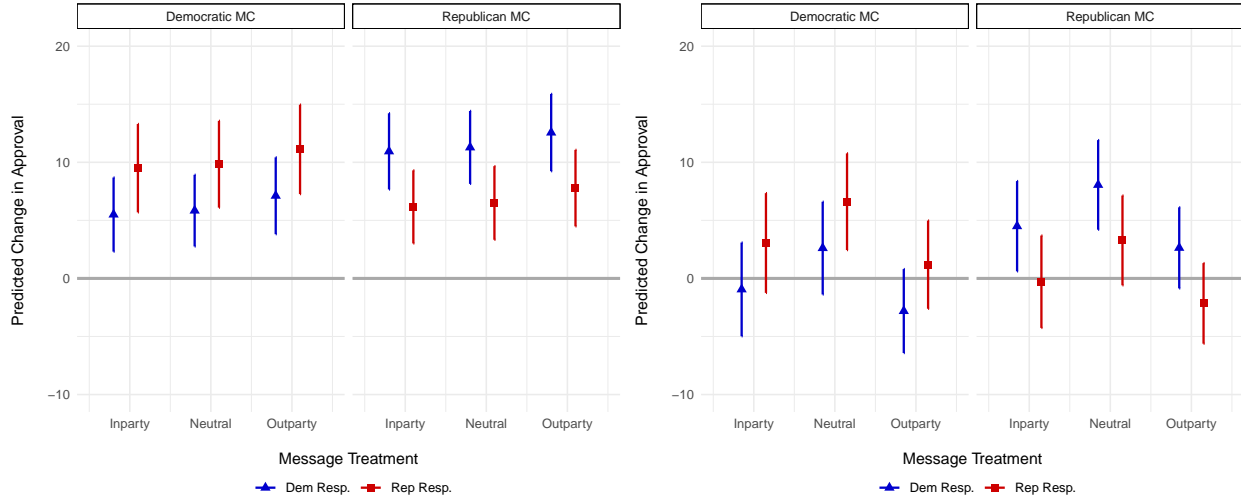 Democratic MC
Republican MC
20
10
0
−10
Predicted Change in Approval
Inparty
Neutral
Outparty
Inparty
Neutral
Outparty
Message Treatment
Dem Resp.
Rep Resp.
Democratic MC
Republican MC
20
10
0
−10
Predicted Change in Approval
Inparty
Neutral
Outparty
Inparty
Neutral
Outparty
Message Treatment
Dem Resp.
Rep Resp.